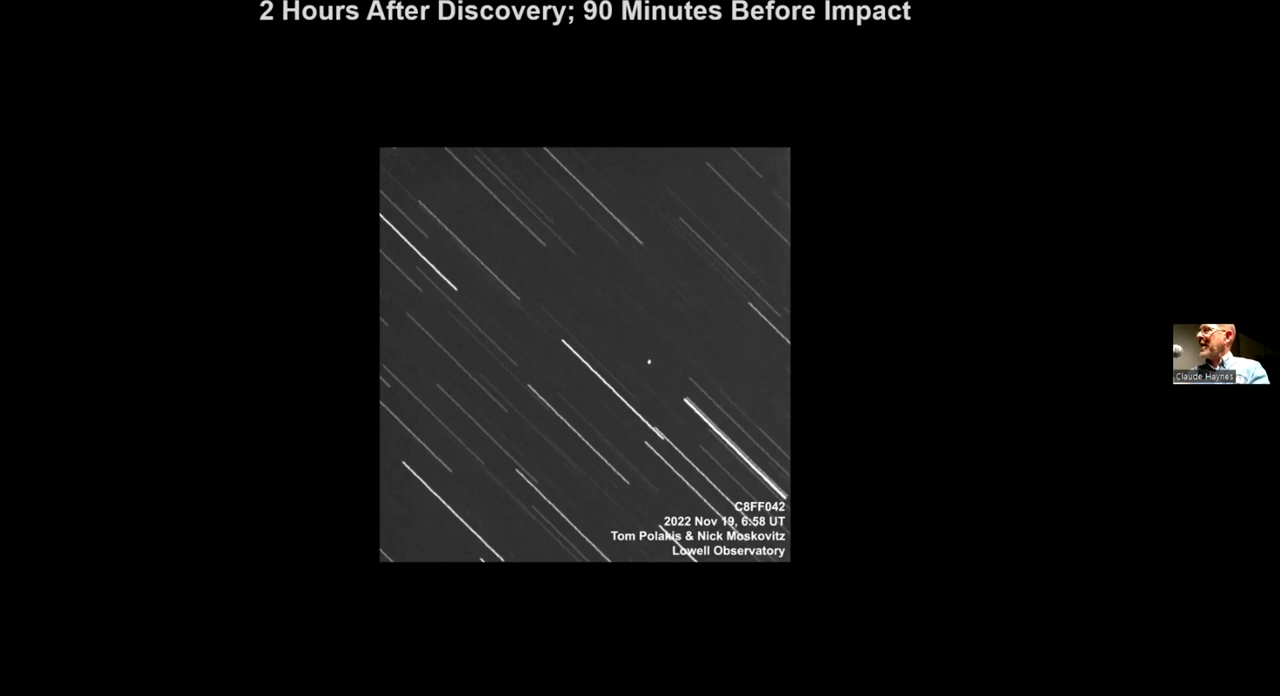 2 Hours After Discovery; 90 Minutes Before Impact
C8FF042
2022 Nov 19, 6:58 UT
Tom Polakis & Nick Moskovitz
Lowell Observatory
Claude Haynes